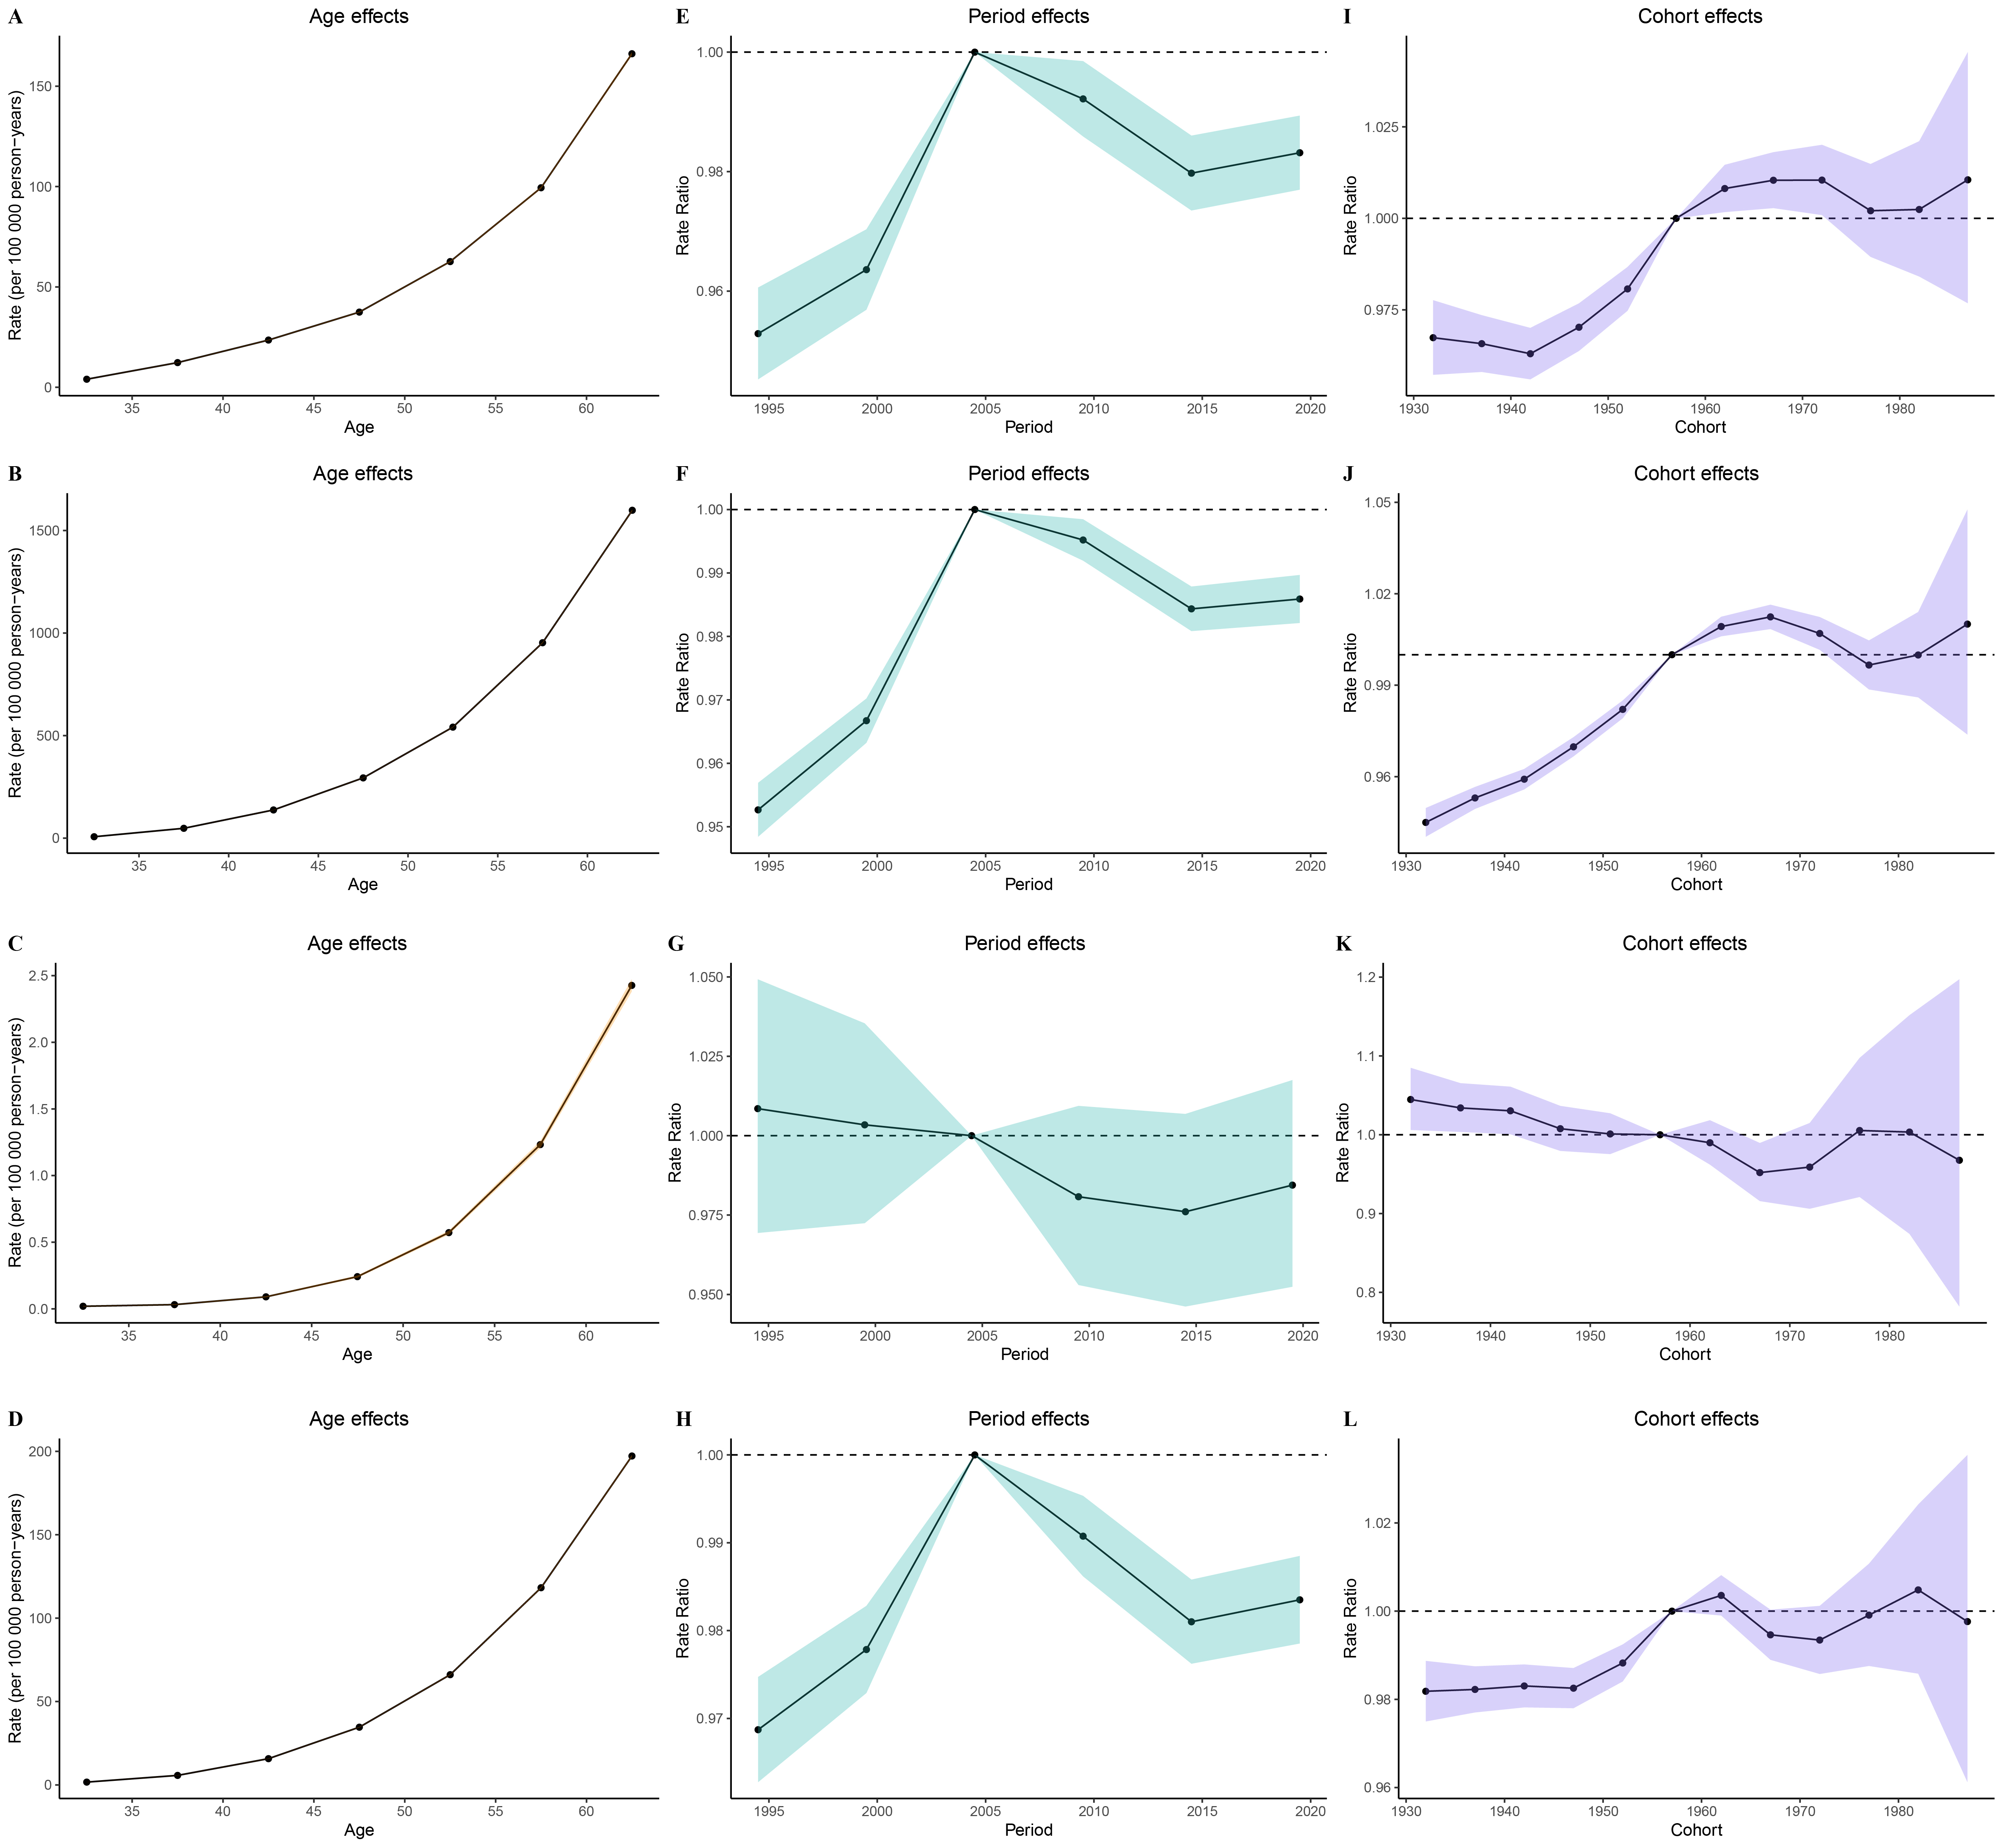 A Age effects
Rate (per 100 000 person−years)
150
100
50
0
35 40 45 50 55 60
Age
E Period effects
Rate Ratio
1.00
0.98
0.96
1995 2000 2005 2010 2015 2020
Period
I Cohort effects
Rate Ratio
1.025
1.000
0.975
1930 1940 1950 1960 1970 1980
Cohort
B Age effects
Rate (per 100 000 person−years)
1500
1000
500
0
35 40 45 50 55 60
Age
F Period effects
Rate Ratio
1.00
0.99
0.98
0.97
0.96
0.95
1995 2000 2005 2010 2015 2020
Period
J Cohort effects
Rate Ratio
1.05
1.02
0.99
0.96
1930 1940 1950 1960 1970 1980
Cohort
C Age effects
Rate (per 100 000 person−years)
2.5
2.0
1.5
1.0
0.5
0.0
35 40 45 50 55 60
Age
G Period effects
Rate Ratio
1.050
1.025
1.000
0.975
0.950
1995 2000 2005 2010 2015 2020
Period
K Cohort effects
Rate Ratio
1.2
1.1
1.0
0.9
0.8
1930 1940 1950 1960 1970 1980
Cohort
D Age effects
Rate (per 100 000 person−years)
200
150
100
50
0
35 40 45 50 55 60
Age
H Period effects
Rate Ratio
1.00
0.99
0.98
0.97
1995 2000 2005 2010 2015 2020
Period
L Cohort effects
Rate Ratio
1.02
1.00
0.98
0.96
1930 1940 1950 1960 1970 1980
Cohort